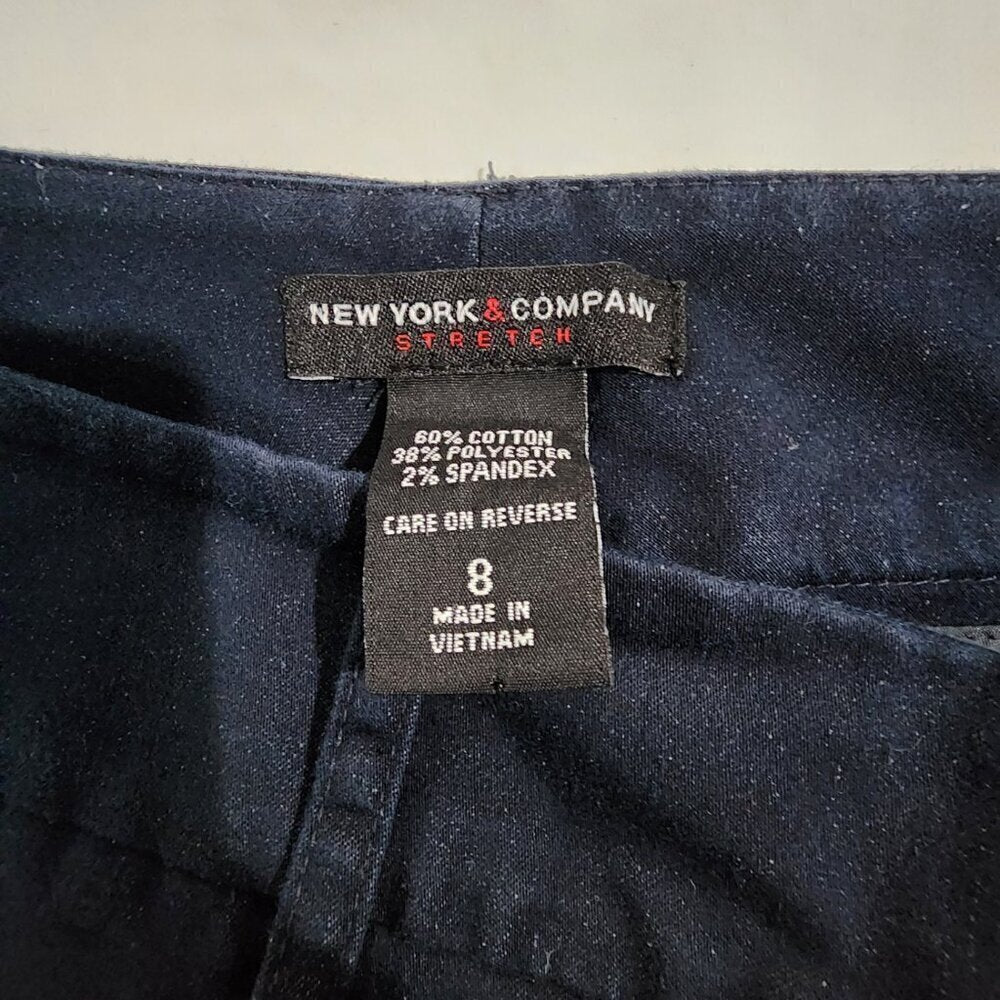 NEW YORK & COMPANY
STRETCH
60% COTTON
38% POLYESTER
2% SPANDEX
CARE ON REVERSE
8
MADE IN
VIETNAM